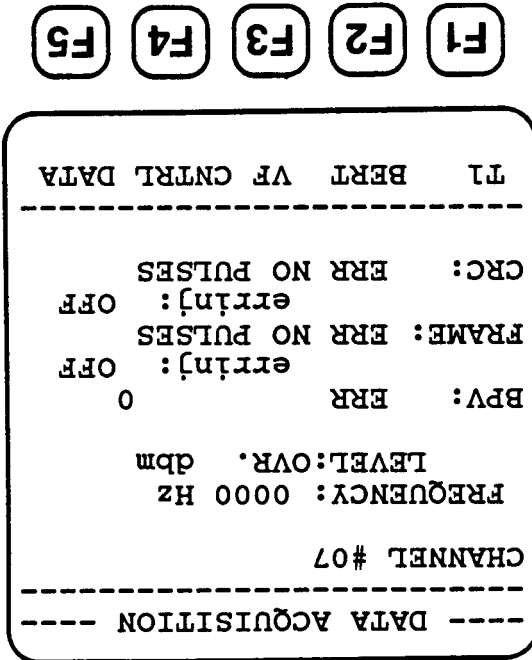 ---- DATA ACQUISITION ----
CHANNEL #07
FREQUENCY: 0000 Hz
LEVEL:OVR. dbm
BPV: ERR 0
errinj: OFF
FRAME: ERR NO PULSES
errinj: OFF
CRC: ERR NO PULSES
T1 BERT VF CNTRL DATA
F1 F2 F3 F4 F5